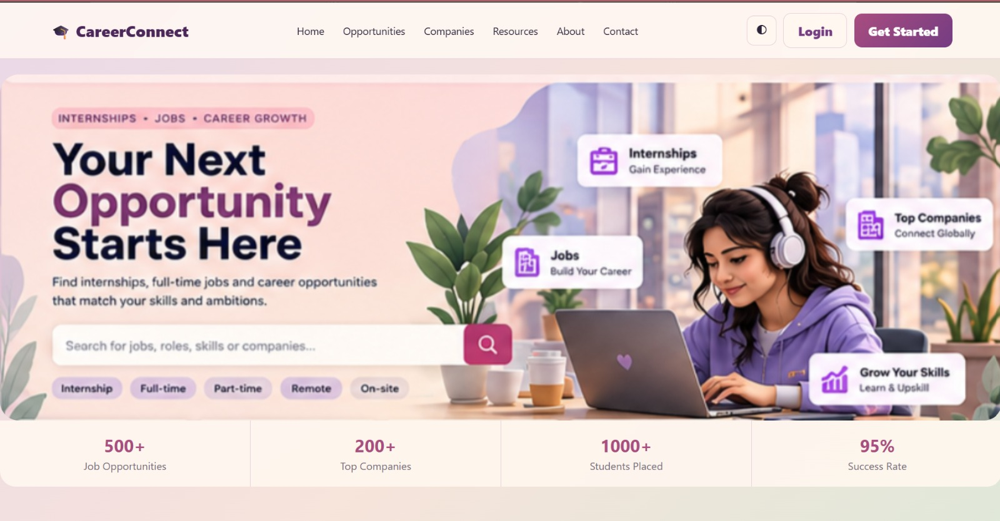 CareerConnect
Home
Opportunities
Companies
Resources
About
Contact
Login
Get Started
INTERNSHIPS • JOBS • CAREER GROWTH
Your Next
Opportunity
Starts Here
Find internships, full-time jobs and career opportunities
that match your skills and ambitions.
Search for jobs, roles, skills or companies...
Internship
Full-time
Part-time
Remote
On-site
Internships
Gain Experience
Jobs
Build Your Career
Top Companies
Connect Globally
Grow Your Skills
Learn & Upskill
500+
Job Opportunities
200+
Top Companies
1000+
Students Placed
95%
Success Rate